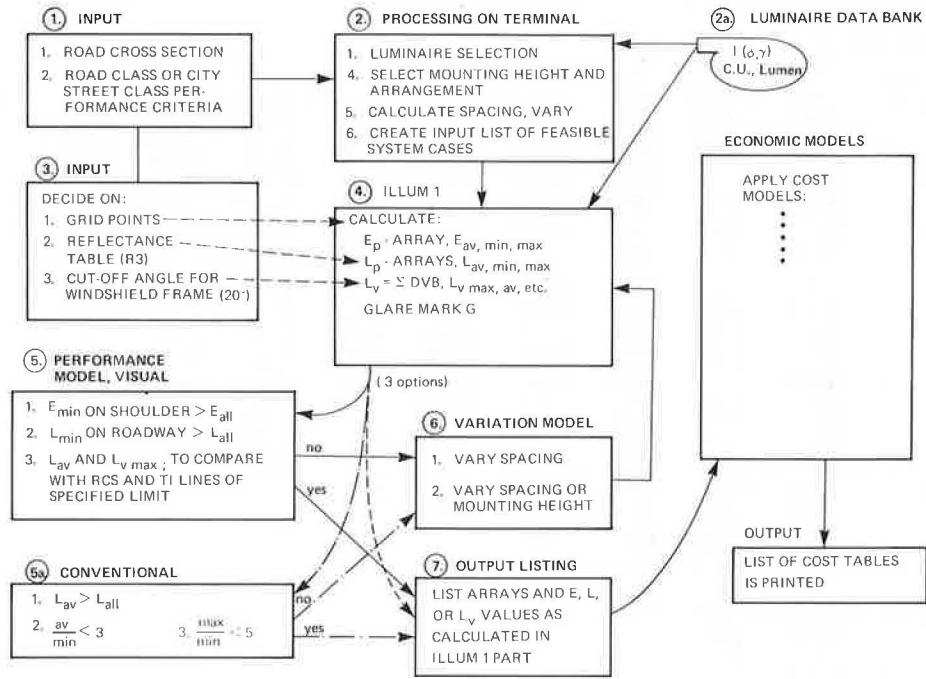 1. INPUT
1. ROAD CROSS SECTION
2. ROAD CLASS OR CITY
STREET CLASS PER-
FORMANCE CRITERIA
2. PROCESSING ON TERMINAL
1. LUMINAIRE SELECTION
4. SELECT MOUNTING HEIGHT AND
ARRANGEMENT
5. CALCULATE SPACING, VARY
6. CREATE INPUT LIST OF FEASIBLE
SYSTEM CASES
2a. LUMINAIRE DATA BANK
I (δ,γ)
C.U., Lumen
3. INPUT
DECIDE ON:
1. GRID POINTS
2. REFLECTANCE
TABLE (R3)
3. CUT-OFF ANGLE FOR
WINDSHIELD FRAME (20°)
4. ILLUM 1
CALCULATE:
Ep - ARRAY, Eav, min, max
Lp - ARRAYS, Lav, min, max
Lv = Σ DVB, Lv max, av, etc.
GLARE MARK G
(3 options)
ECONOMIC MODELS
APPLY COST
MODELS:
5. PERFORMANCE
MODEL, VISUAL
1. Emin ON SHOULDER > Eall
2. Lmin ON ROADWAY > Lall
3. Lav AND Lv max ; TO COMPARE
WITH RCS AND TI LINES OF
SPECIFIED LIMIT
no
yes
6. VARIATION MODEL
1. VARY SPACING
2. VARY SPACING OR
MOUNTING HEIGHT
5a. CONVENTIONAL
1. Lav > Lall
2. av/min < 3 3. max/min 5
no
yes
7. OUTPUT LISTING
LIST ARRAYS AND E, L,
OR Lv VALUES AS
CALCULATED IN
ILLUM 1 PART
OUTPUT
LIST OF COST TABLES
IS PRINTED